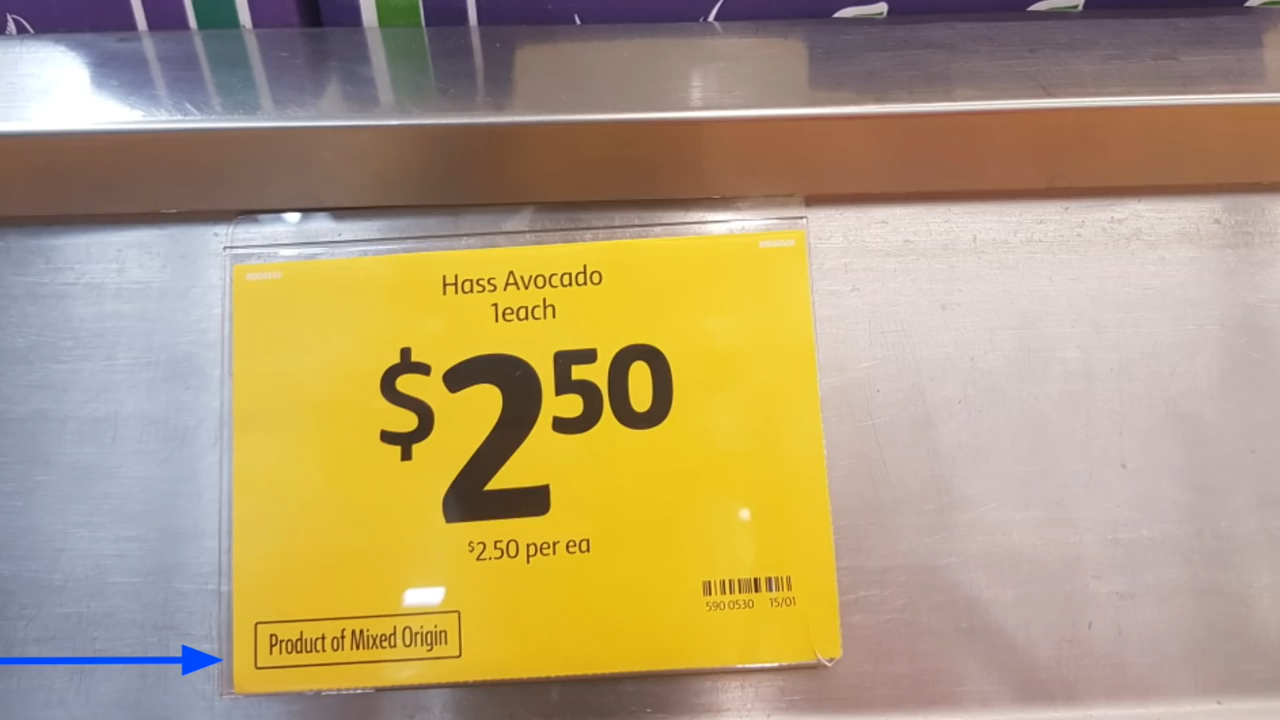 Hass Avocado
1each
$2.50
$2.50 per ea
590 0530 15/01
Product of Mixed Origin